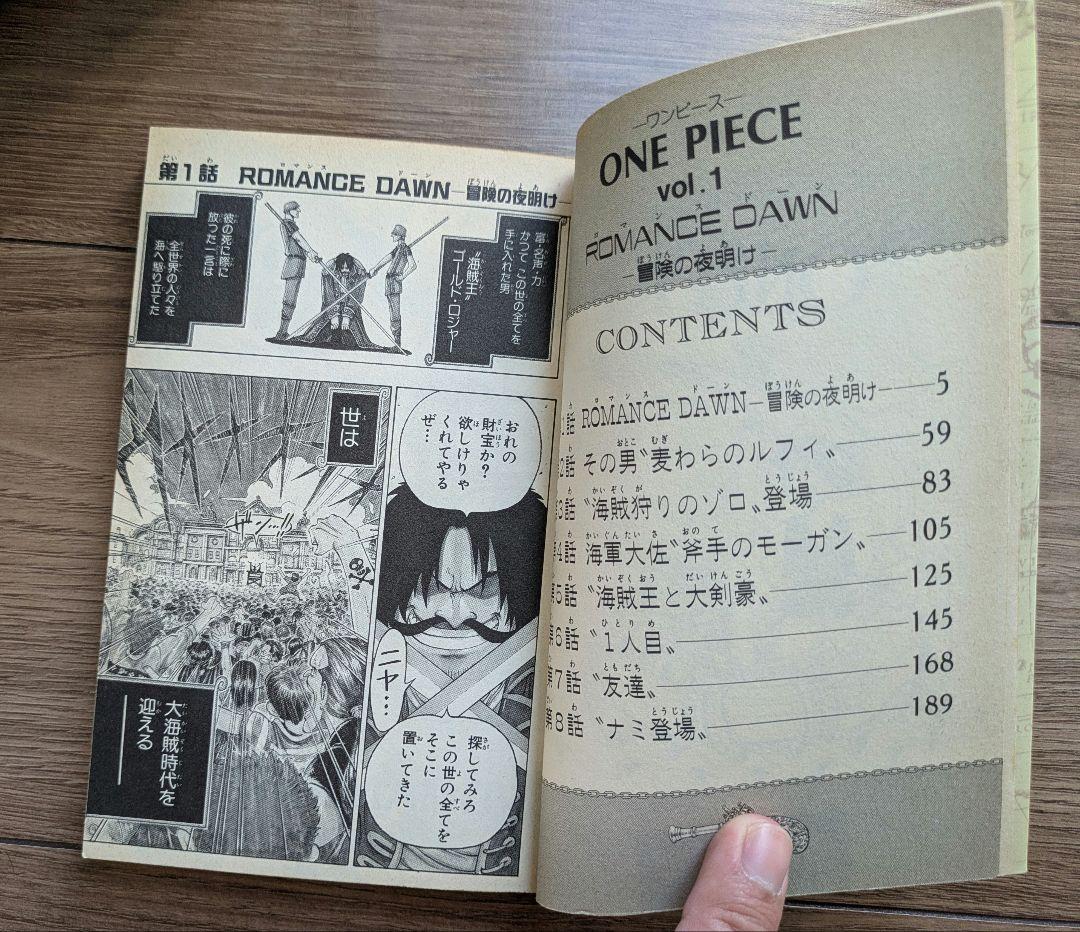 —ワンピース—
ONE PIECE
vol.1
ROMANCE DAWN
—冒険の夜明け—
CONTENTS
1話 ROMANCE DAWN—冒険の夜明け—5
2話 その男〝麦わらのルフィ〟—59
第3話 〝海賊狩りのゾロ〟登場—83
第4話 海軍大佐〝斧手のモーガン〟—105
第5話 〝海賊王と大剣豪〟—125
第6話 〝1人目〟—145
第7話 〝友達〟—168
第8話 〝ナミ登場〟—189
第1話 ROMANCE DAWN—冒険の夜明け—
富・名声・力
かつて この世の全てを
手に入れた男
〝海賊王〟
ゴールド・ロジャー
彼の死に際に
放った一言は
全世界の人々を
海へ駆り立てた
おれの
財宝か?
欲しけりゃ
くれてやる
ぜ…
ニヤ…
探してみろ
この世の全てを
そこに
置いてきた
世は
ザン…!!
大海賊時代を
迎える